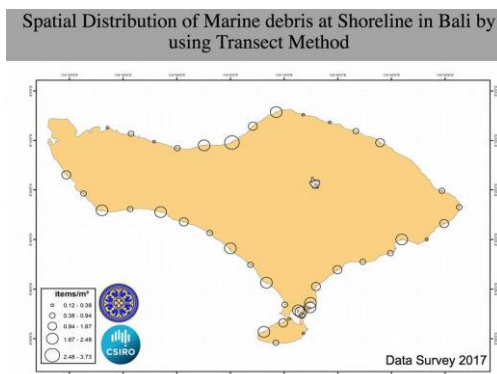 Spatial Distribution of Marine debris at Shoreline in Bali by
using Transect Method
items/m²
0.12 - 0.38
0.38 - 0.94
0.94 - 1.67
1.67 - 2.48
2.48 - 3.73
CSIRO
Data Survey 2017